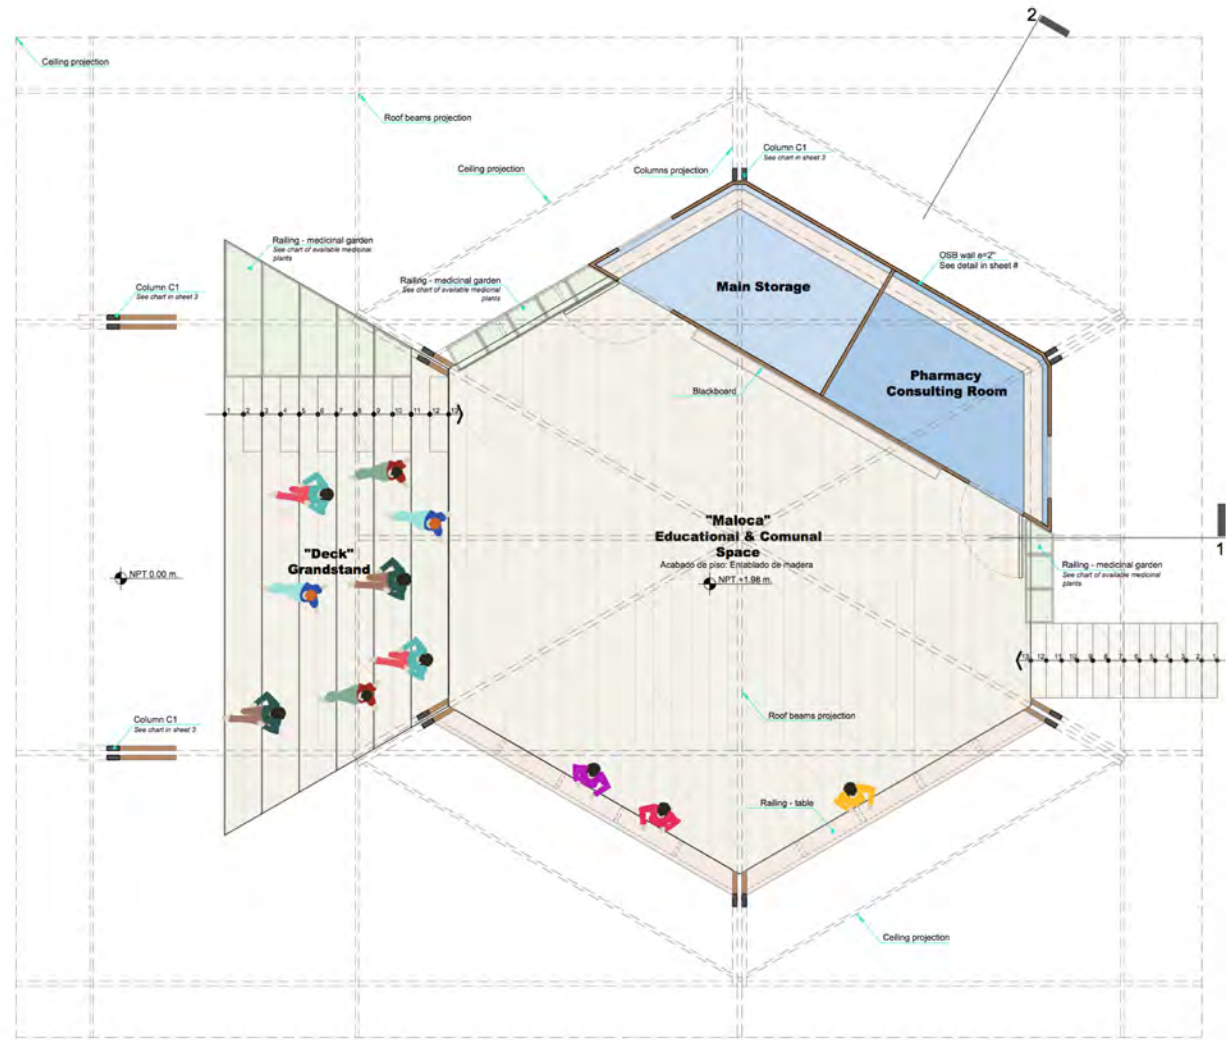 2
Ceiling projection
Roof beams projection
Column C1
See chart in sheet 3
Ceiling projection
Columns projection
Railing - medicinal garden
See chart of available medicinal
plants
OSB wall e=2"
See detail in sheet #
Railing - medicinal garden
See chart of available medicinal
plants
Column C1
See chart in sheet 3
Main Storage
Pharmacy
Consulting Room
Blackboard
1 2 3 4 5 6 7 8 9 10 11 12 13
"Maloca"
Educational & Comunal
Space
Acabado de piso: Entablado de madera
NPT +1.98 m.
1
"Deck"
Grandstand
NPT 0.00 m.
Railing - medicinal garden
See chart of available medicinal
plants
13 12 11 10 9 8 7 6 5 4 3 2 1
Column C1
See chart in sheet 3
Roof beams projection
Railing - table
Ceiling projection